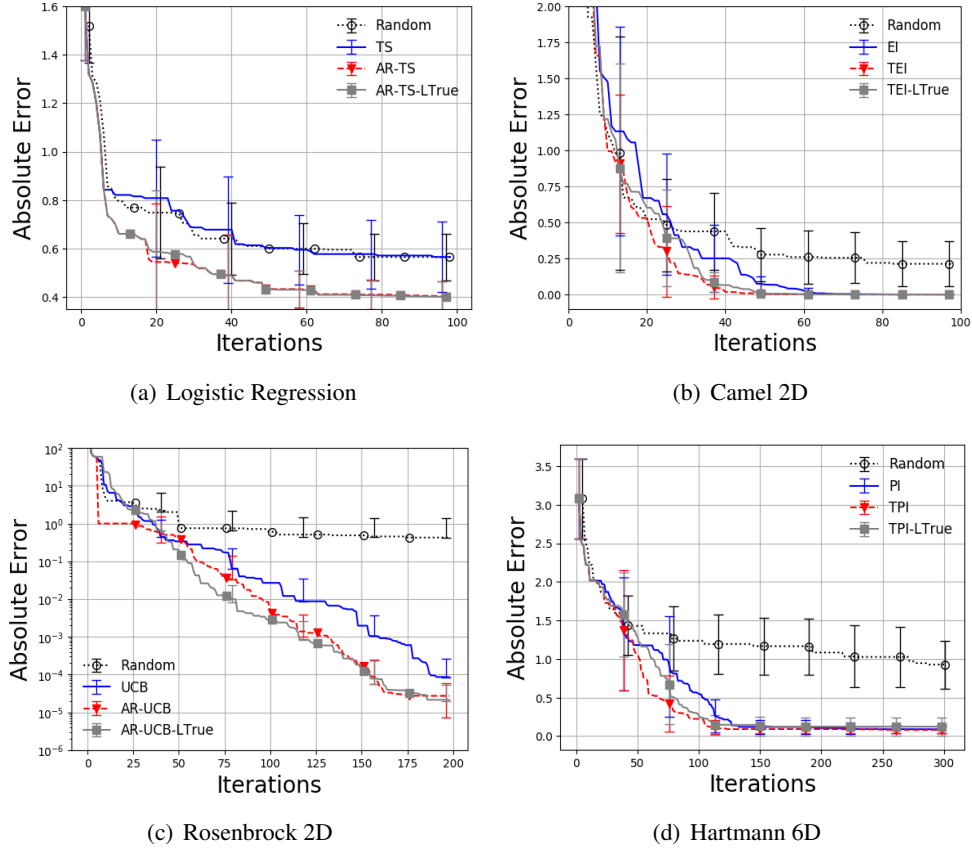 1.6
1.4
1.2
1.0
0.8
0.6
0.4
0
20
40
60
80
100
Absolute Error
Iterations
Random
TS
AR-TS
AR-TS-LTrue
(a) Logistic Regression
2.00
1.75
1.50
1.25
1.00
0.75
0.50
0.25
0.00
0
20
40
60
80
100
Absolute Error
Iterations
Random
EI
TEI
TEI-LTrue
(b) Camel 2D
10^2
10^1
10^0
10^-1
10^-2
10^-3
10^-4
10^-5
10^-6
0
25
50
75
100
125
150
175
200
Absolute Error
Iterations
Random
UCB
AR-UCB
AR-UCB-LTrue
(c) Rosenbrock 2D
3.5
3.0
2.5
2.0
1.5
1.0
0.5
0.0
0
50
100
150
200
250
300
Absolute Error
Iterations
Random
PI
TPI
TPI-LTrue
(d) Hartmann 6D